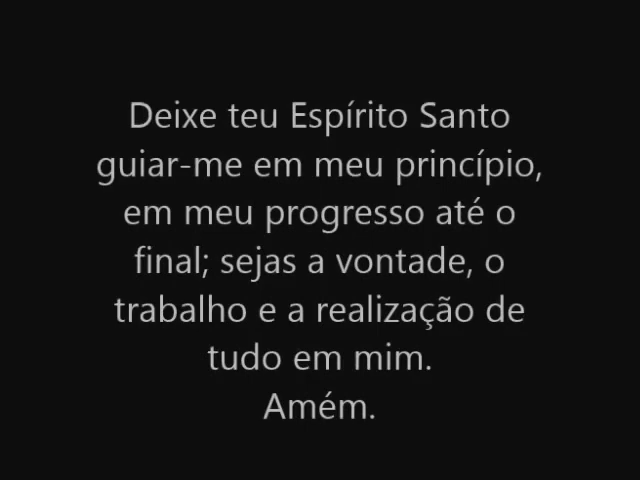 Deixe teu Espírito Santo
guiar-me em meu princípio,
em meu progresso até o
final; sejas a vontade, o
trabalho e a realização de
tudo em mim.
Amém.